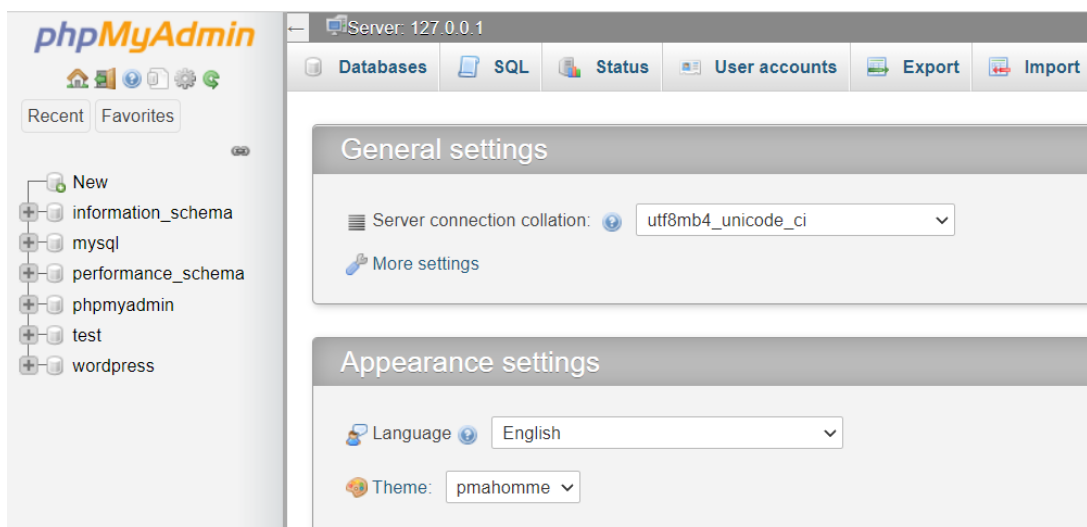 phpMyAdmin
Recent Favorites
New
information_schema
mysql
performance_schema
phpmyadmin
test
wordpress
Server: 127.0.0.1
Databases SQL Status User accounts Export Import
General settings
Server connection collation: utf8mb4_unicode_ci
More settings
Appearance settings
Language English
Theme: pmahomme